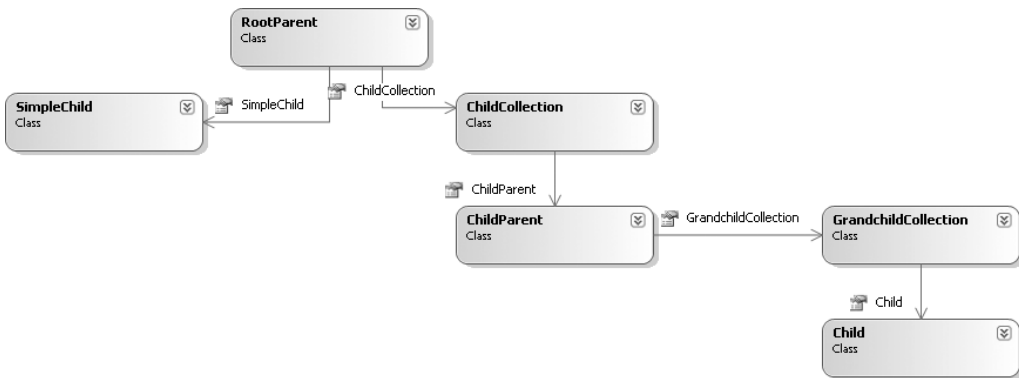 RootParent
Class
ChildCollection
SimpleChild
SimpleChild
Class
ChildCollection
Class
ChildParent
ChildParent
Class
GrandchildCollection
GrandchildCollection
Class
Child
Child
Class